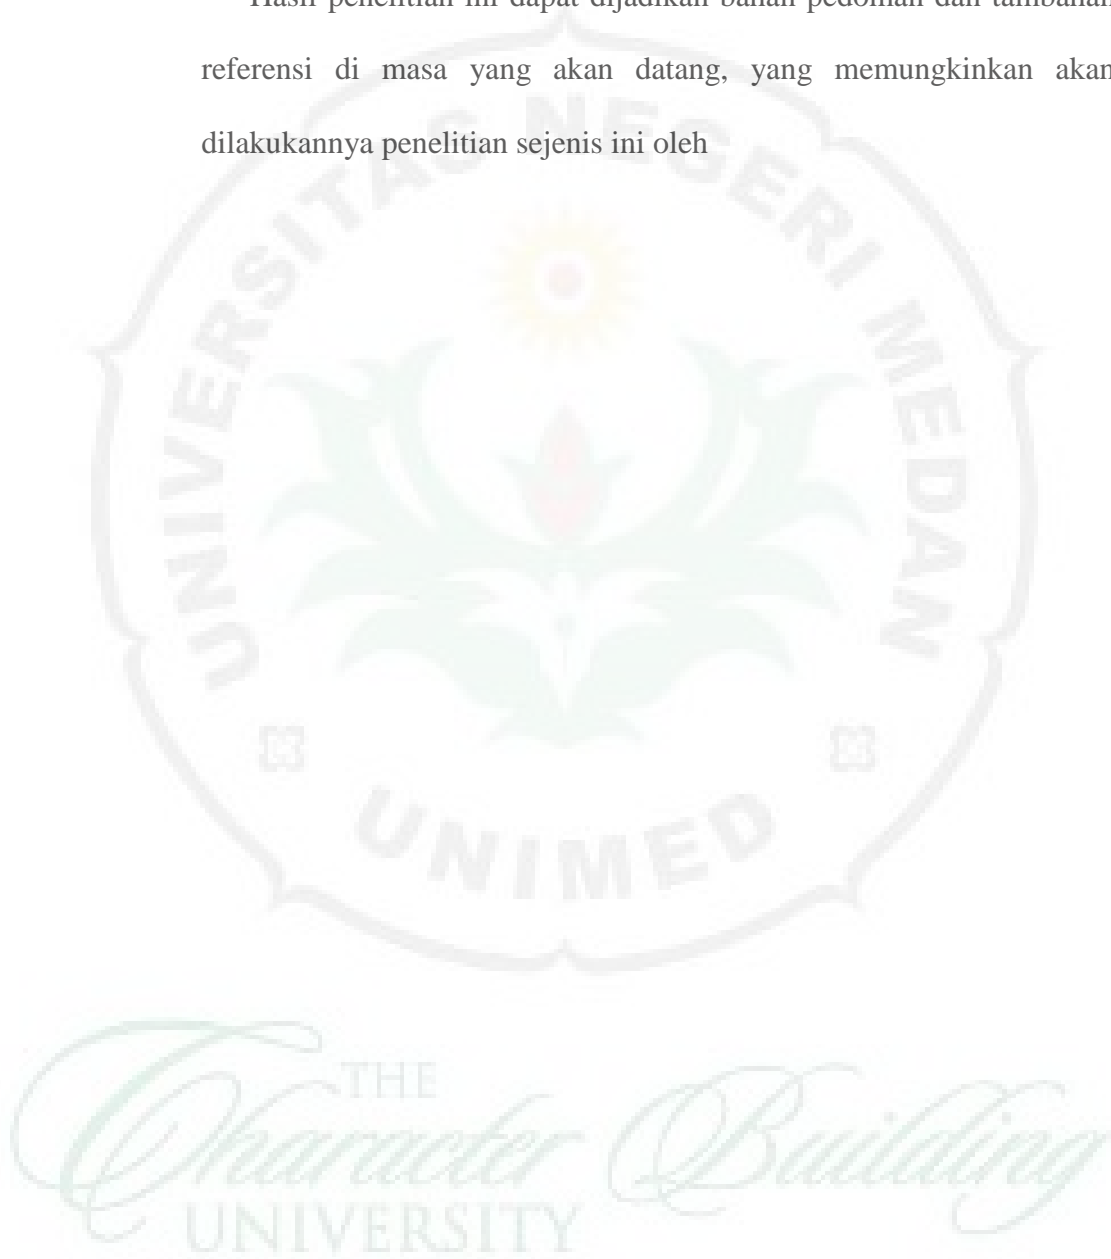 Hasil penelitian ini dapat dijadikan bahan pedoman dan tambahan
referensi di masa yang akan datang, yang memungkinkan akan
dilakukannya penelitian sejenis ini oleh
UNIVERSITAS NEGERI MEDAN
UNIMED
THE
Character Building
UNIVERSITY